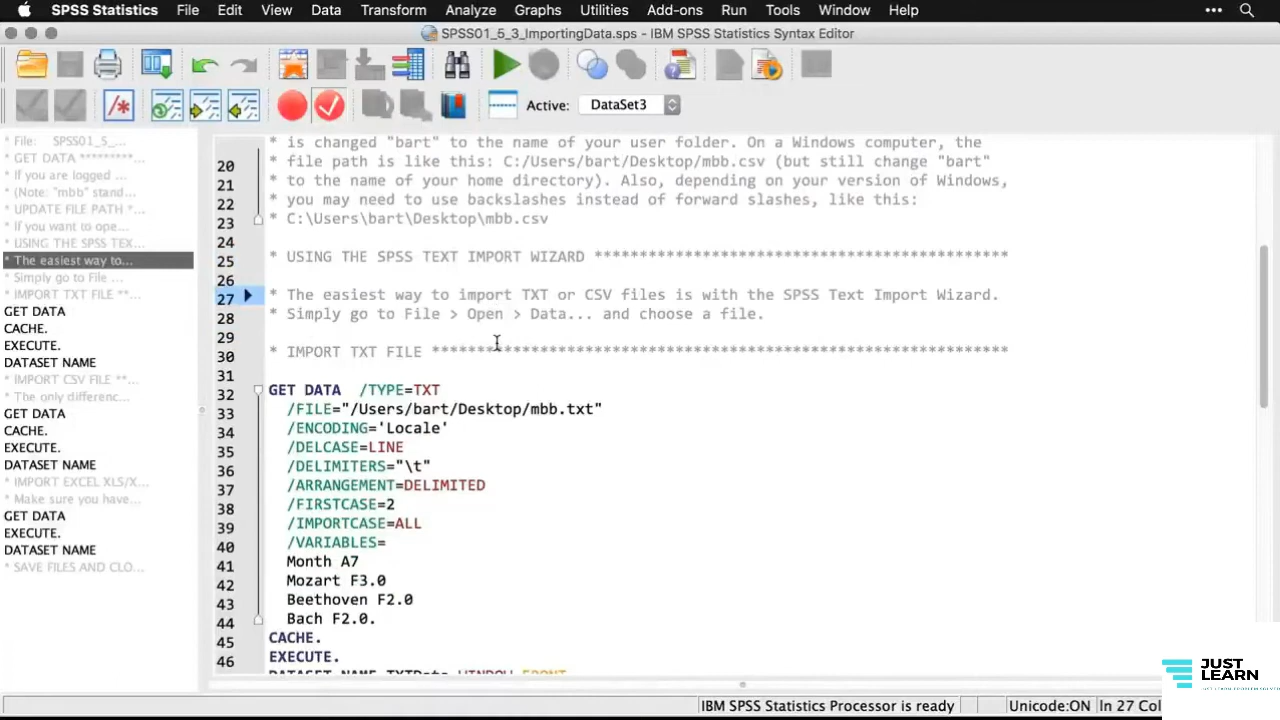 SPSS Statistics File Edit View Data Transform Analyze Graphs Utilities Add-ons Run Tools Window Help
SPSS01_5_3_ImportingData.sps - IBM SPSS Statistics Syntax Editor
Active: DataSet3
* File: SPSS01_5_...
* GET DATA *********...
* If you are logged ...
* (Note: "mbb" stand...
* UPDATE FILE PATH *...
* If you want to ope...
* USING THE SPSS TEX...
* The easiest way to...
* Simply go to File ...
* IMPORT TXT FILE **...
GET DATA
CACHE.
EXECUTE.
DATASET NAME
* IMPORT CSV FILE **...
* The only differenc...
GET DATA
CACHE.
EXECUTE.
DATASET NAME
* IMPORT EXCEL XLS/X...
* Make sure you have...
GET DATA
EXECUTE.
DATASET NAME
* SAVE FILES AND CLO...
* is changed "bart" to the name of your user folder. On a Windows computer, the
20 * file path is like this: C:/Users/bart/Desktop/mbb.csv (but still change "bart"
21 * to the name of your home directory). Also, depending on your version of Windows,
22 * you may need to use backslashes instead of forward slashes, like this:
23 * C:\Users\bart\Desktop\mbb.csv
24
25 * USING THE SPSS TEXT IMPORT WIZARD **********************************************
26
27 * The easiest way to import TXT or CSV files is with the SPSS Text Import Wizard.
28 * Simply go to File > Open > Data... and choose a file.
29
30 * IMPORT TXT FILE ****************************************************************
31
32 GET DATA /TYPE=TXT
33 /FILE="/Users/bart/Desktop/mbb.txt"
34 /ENCODING='Locale'
35 /DELCASE=LINE
36 /DELIMITERS="\t"
37 /ARRANGEMENT=DELIMITED
38 /FIRSTCASE=2
39 /IMPORTCASE=ALL
40 /VARIABLES=
41 Month A7
42 Mozart F3.0
43 Beethoven F2.0
44 Bach F2.0.
45 CACHE.
46 EXECUTE.
IBM SPSS Statistics Processor is ready Unicode:ON In 27 Col
JUST
LEARN